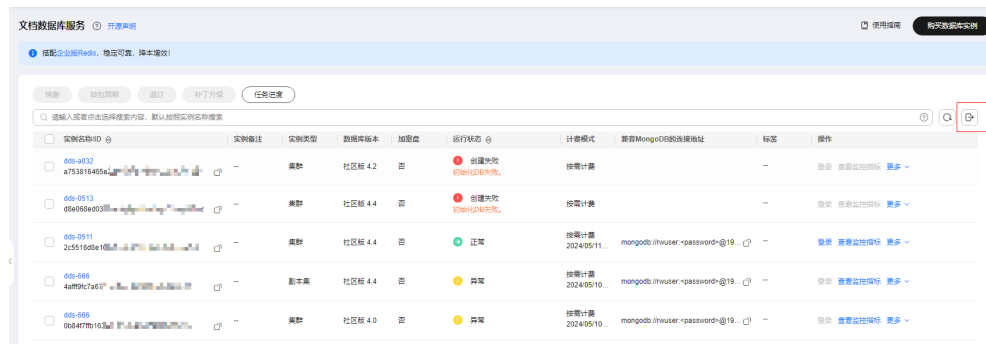 文档数据库服务 开源声明 使用指南 购买数据库实例
搭配企业版Redis，稳定可靠，降本增效！
续费 转包周期 退订 补丁升级 任务进度
请输入或者点击选择搜索内容，默认按照实例名称搜索
实例名称/ID 实例备注 实例类型 数据库版本 加密盘 运行状态 计费模式 兼容MongoDB的连接地址 标签 操作
dds-a032 -- 集群 社区版 4.2 否 创建失败 按需计费 -- 登录 查看监控指标 更多
a753816465e 初始化DB失败。
dds-0513 -- 集群 社区版 4.4 否 创建失败 按需计费 -- 登录 查看监控指标 更多
d8e068ed03 初始化DB失败。
dds-0511 -- 集群 社区版 4.4 否 正常 按需计费 mongodb://rwuser:<password>@19... -- 登录 查看监控指标 更多
2c5516d8e1 2024/05/11...
dds-666 -- 副本集 社区版 4.4 否 异常 按需计费 mongodb://rwuser:<password>@19... -- 登录 查看监控指标 更多
4aff9fc7a67 2024/05/10...
dds-666 -- 集群 社区版 4.0 否 异常 按需计费 mongodb://rwuser:<password>@19... -- 登录 查看监控指标 更多
0b84f7ffb16 2024/05/10...